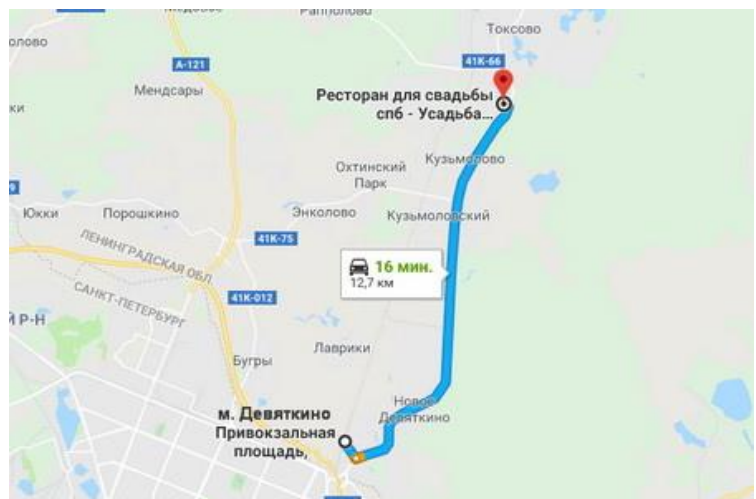 Рапполово
Токсово
А-121
41К-66
Мендсары
Ресторан для свадьбы
спб - Усадьба...
Охтинский
Парк
Кузьмолово
Юкки
Порошкино
Энколово
Кузьмоловский
41К-75
ЛЕНИНГРАДСКАЯ ОБЛ
САНКТ-ПЕТЕРБУРГ
16 мин.
12,7 км
41К-012
Й Р-Н
Бугры
Лаврики
Новое
Девяткино
м. Девяткино
Привокзальная
площадь,